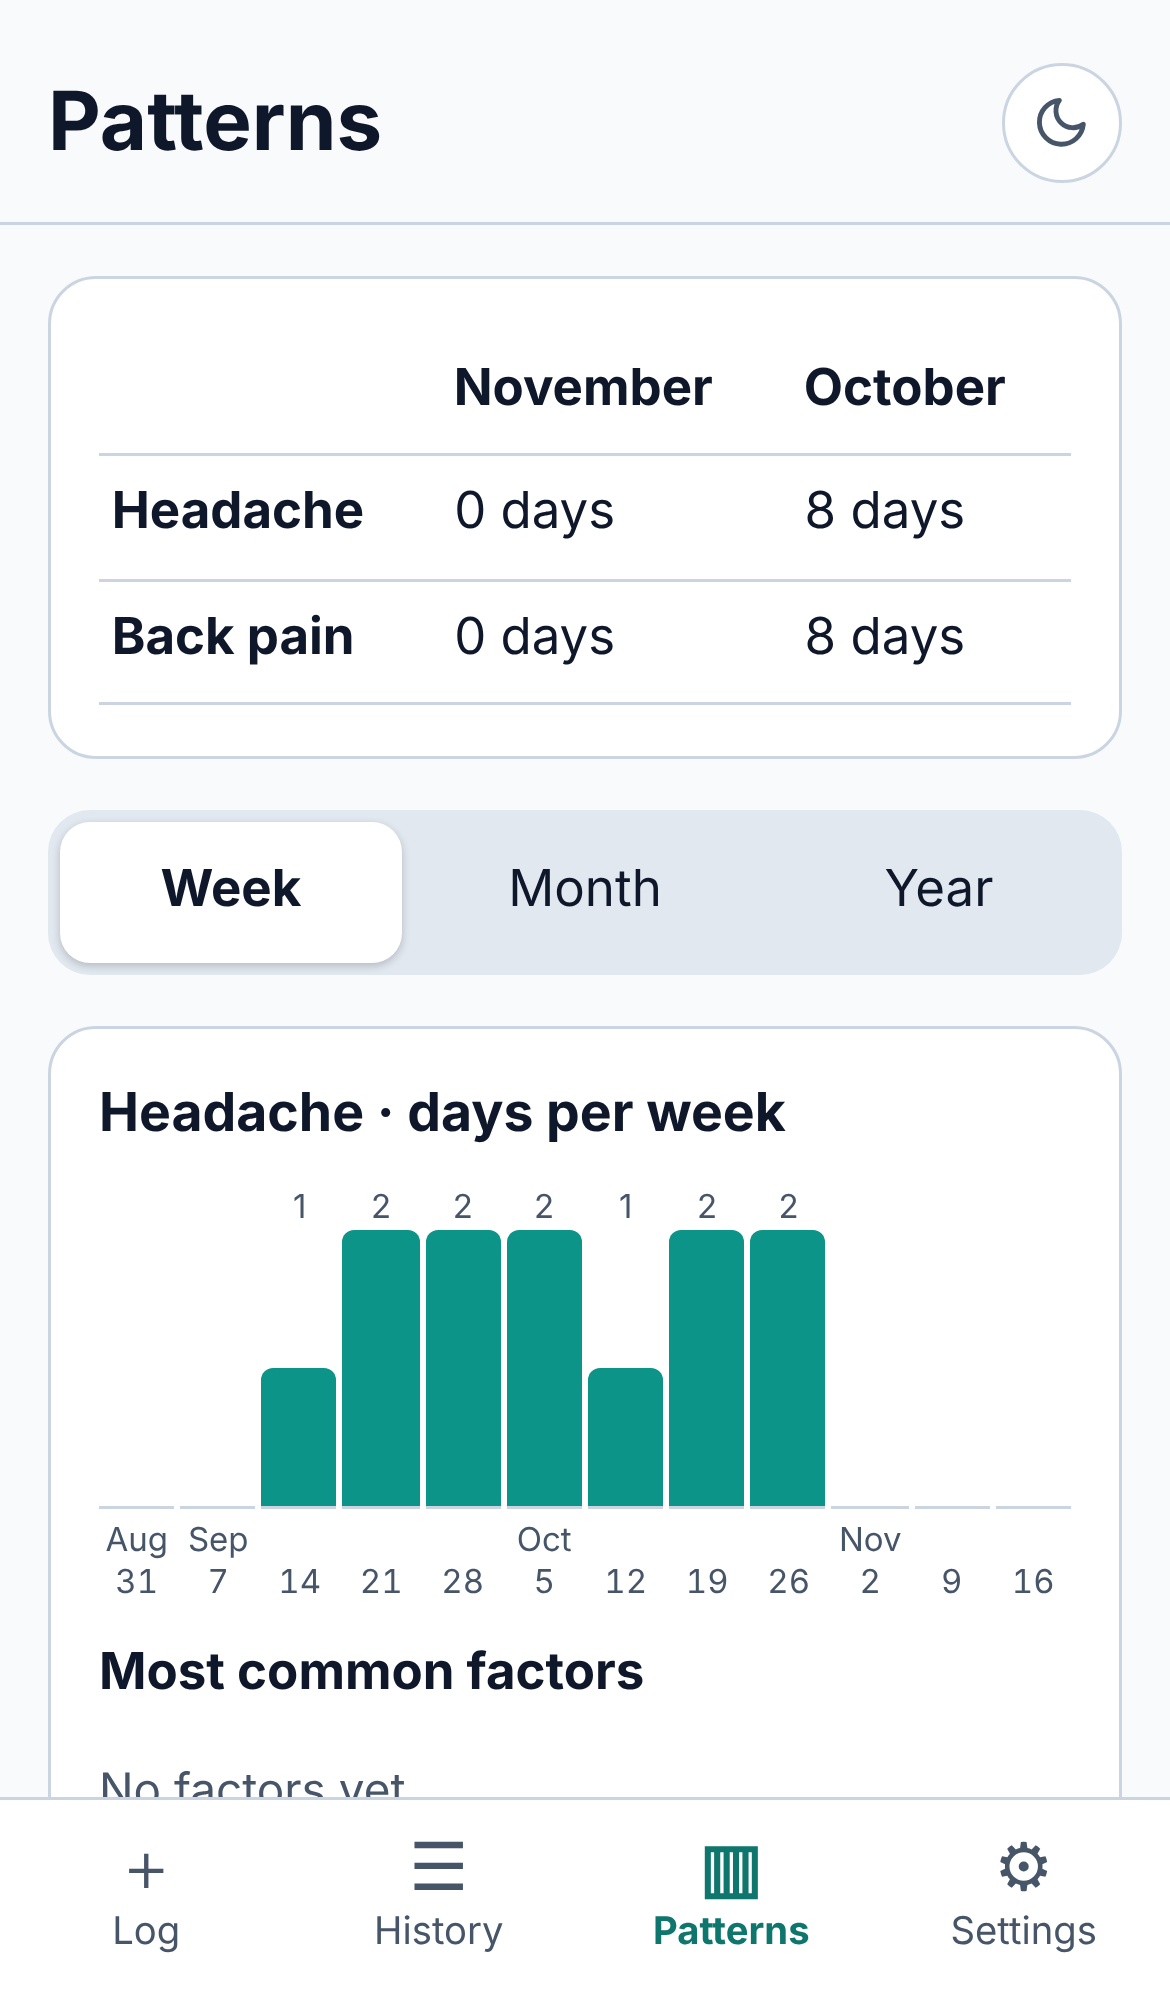 Patterns
November October
Headache 0 days 8 days
Back pain 0 days 8 days
Week Month Year
Headache · days per week
1 2 2 2 1 2 2
Aug Sep Oct Nov
31 7 14 21 28 5 12 19 26 2 9 16
Most common factors
No factors yet
Log History Patterns Settings